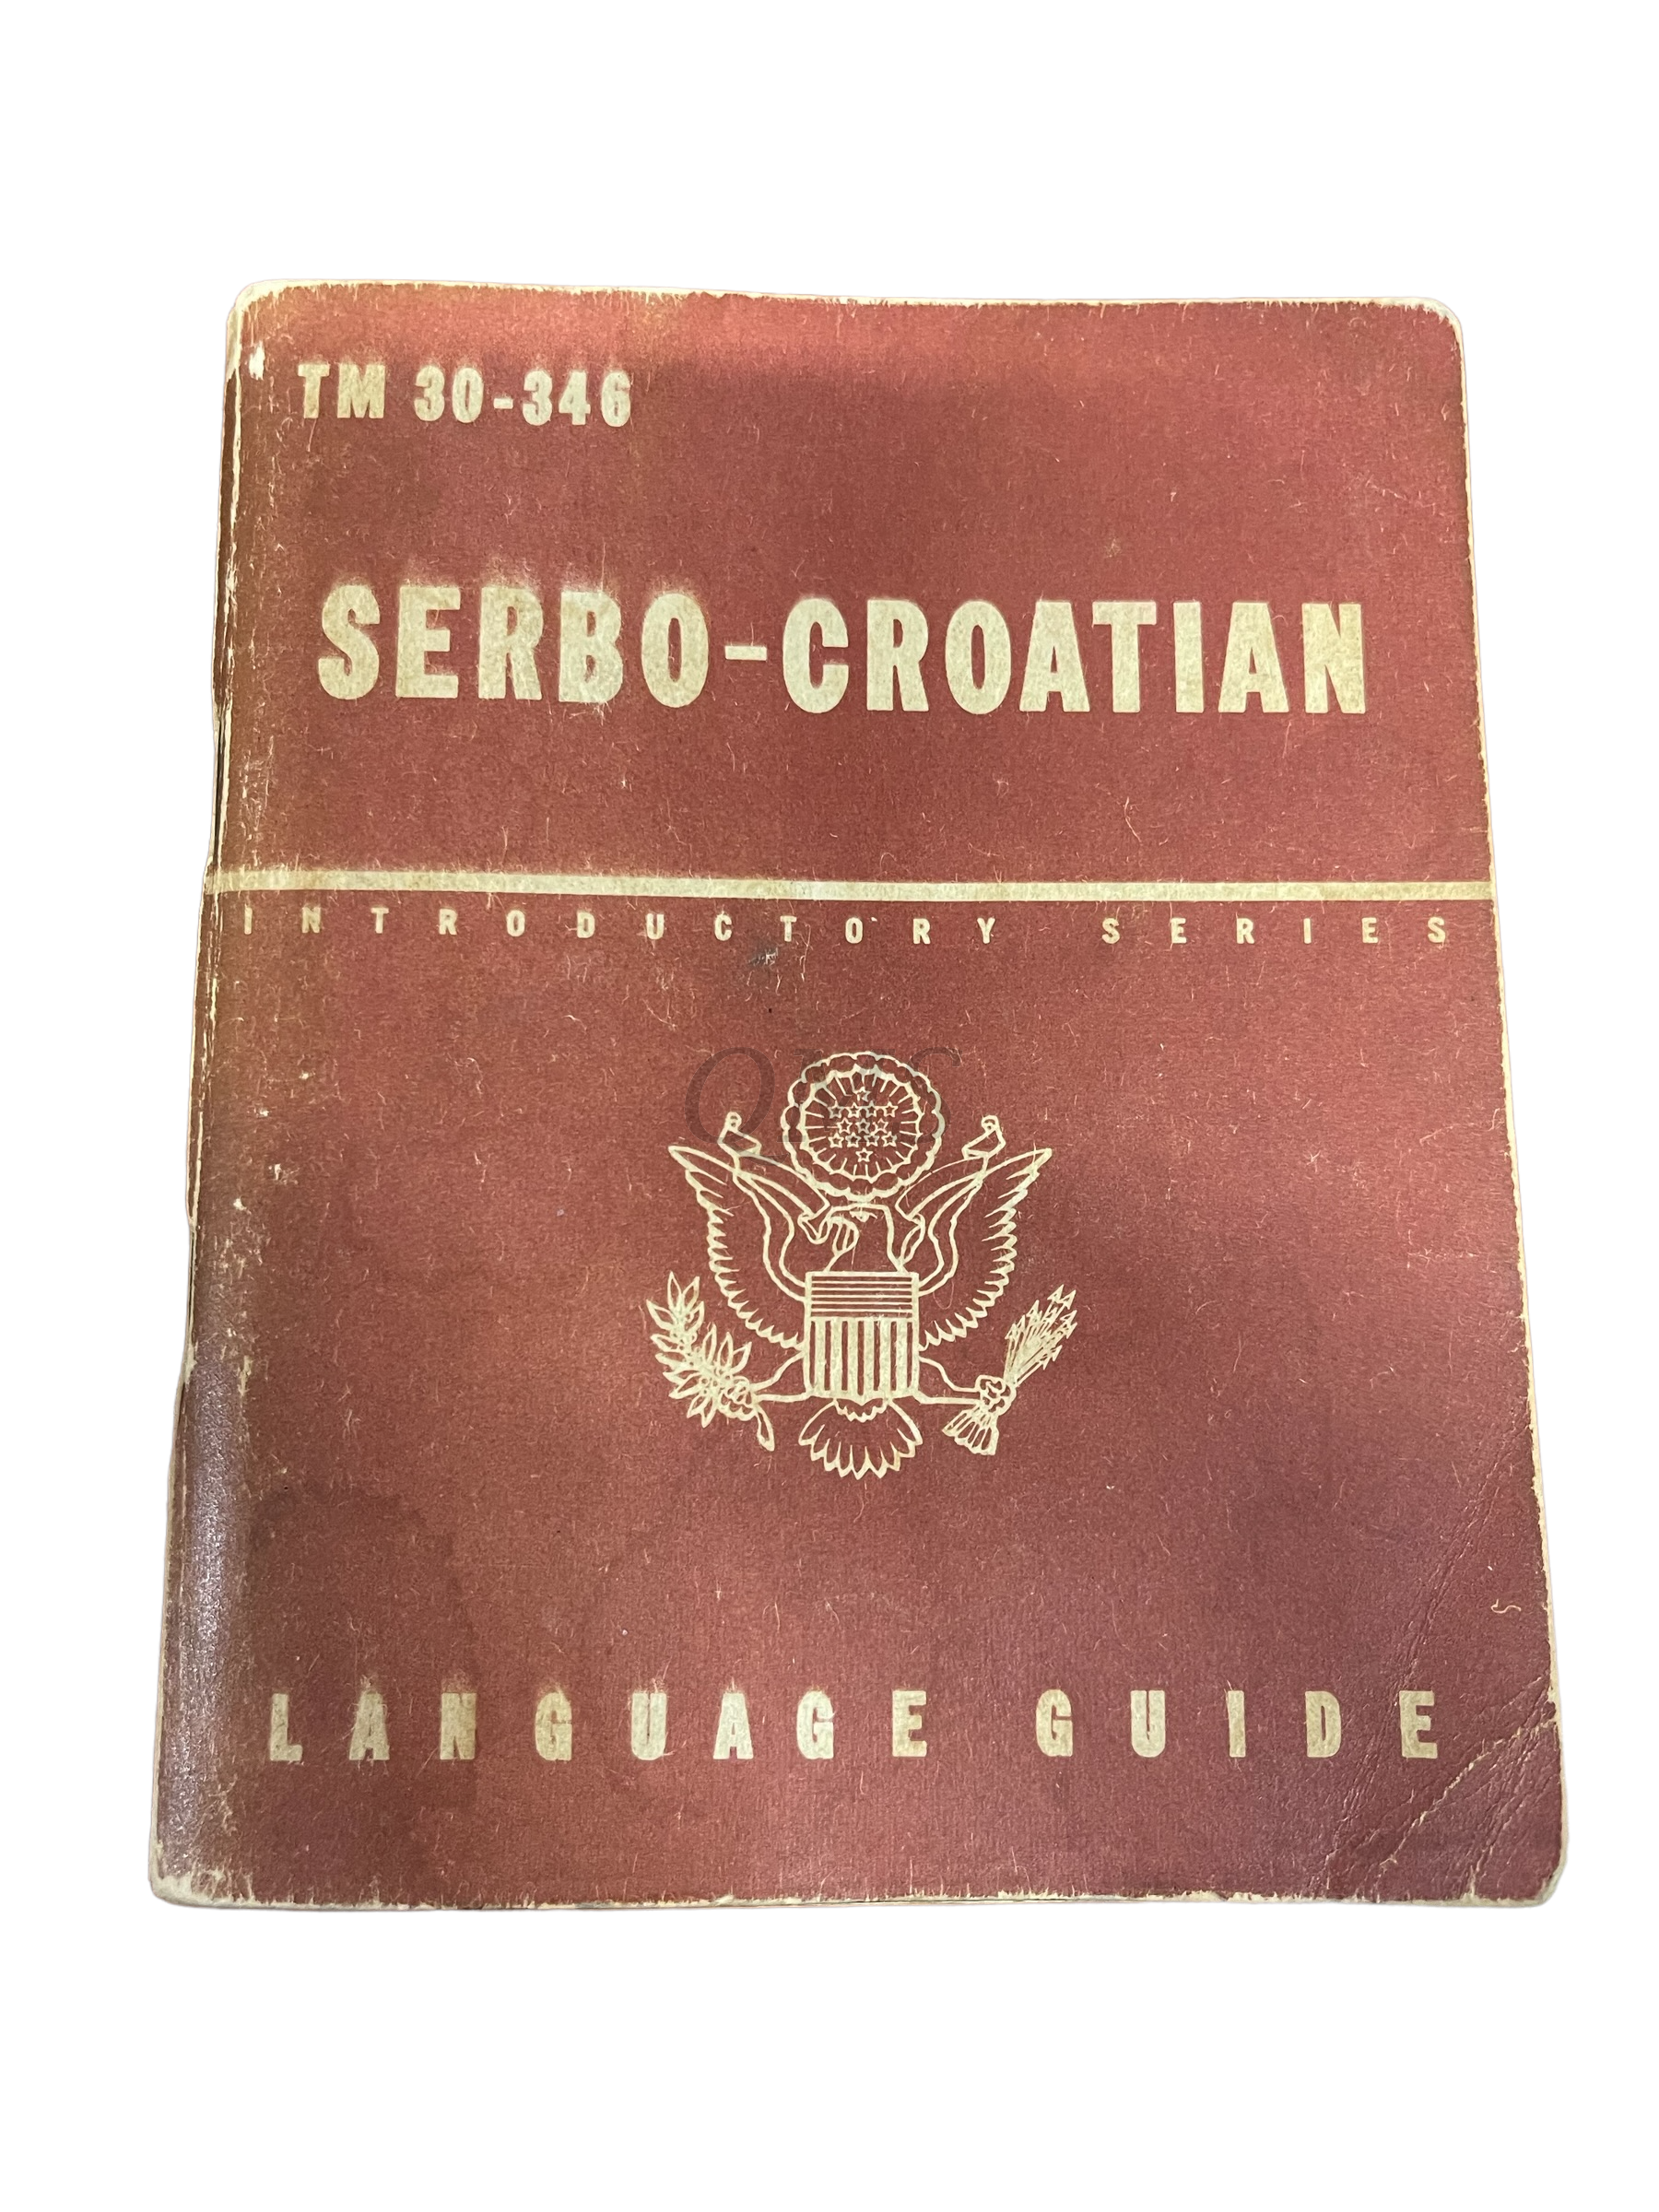 TM 30-346
SERBO-CROATIAN
INTRODUCTORY SERIES
LANGUAGE GUIDE